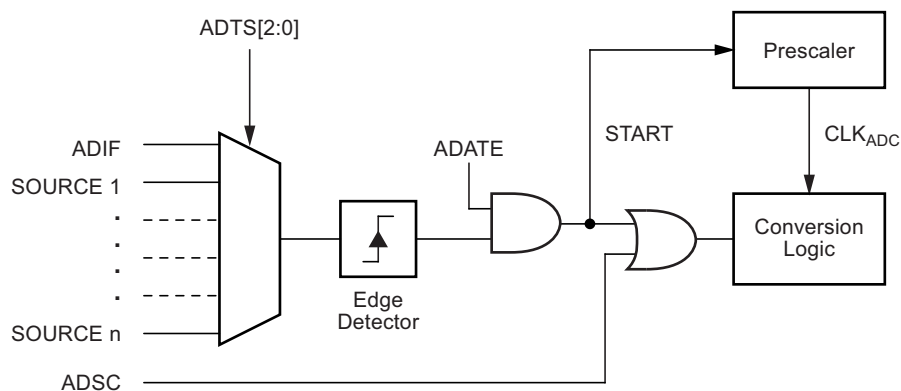 ADTS[2:0]
Prescaler
START
CLKADC
ADIF
ADATE
SOURCE 1
.
.
.
.
Conversion
Logic
Edge
Detector
SOURCE n
ADSC